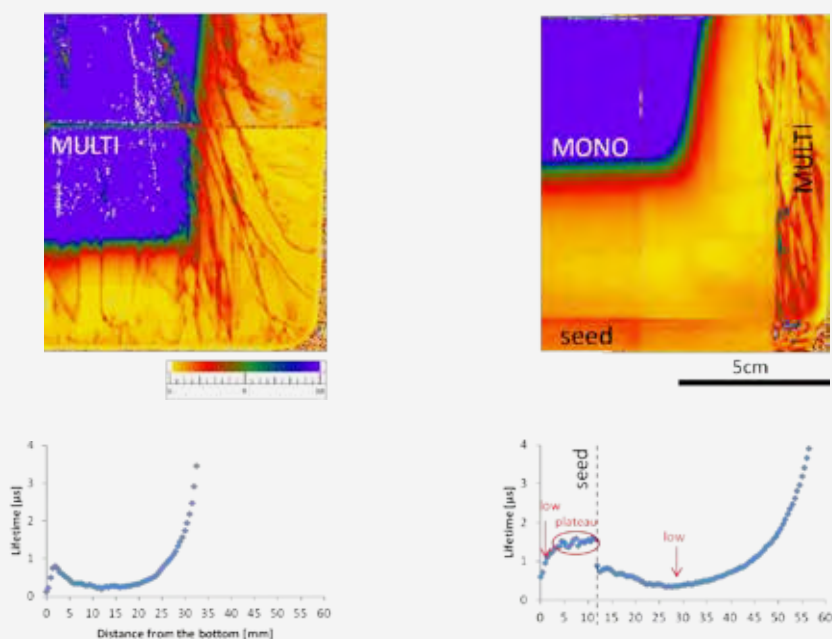 MULTI
MONO
MULTI
seed
5cm
4
3
2
1
0
Lifetime [μs]
0 5 10 15 20 25 30 35 40 45 50 55 60
Distance from the bottom [mm]
4
3
2
1
0
Lifetime [μs]
seed
low
plateau
low
0 5 10 15 20 25 30 35 40 45 50 55 60 65